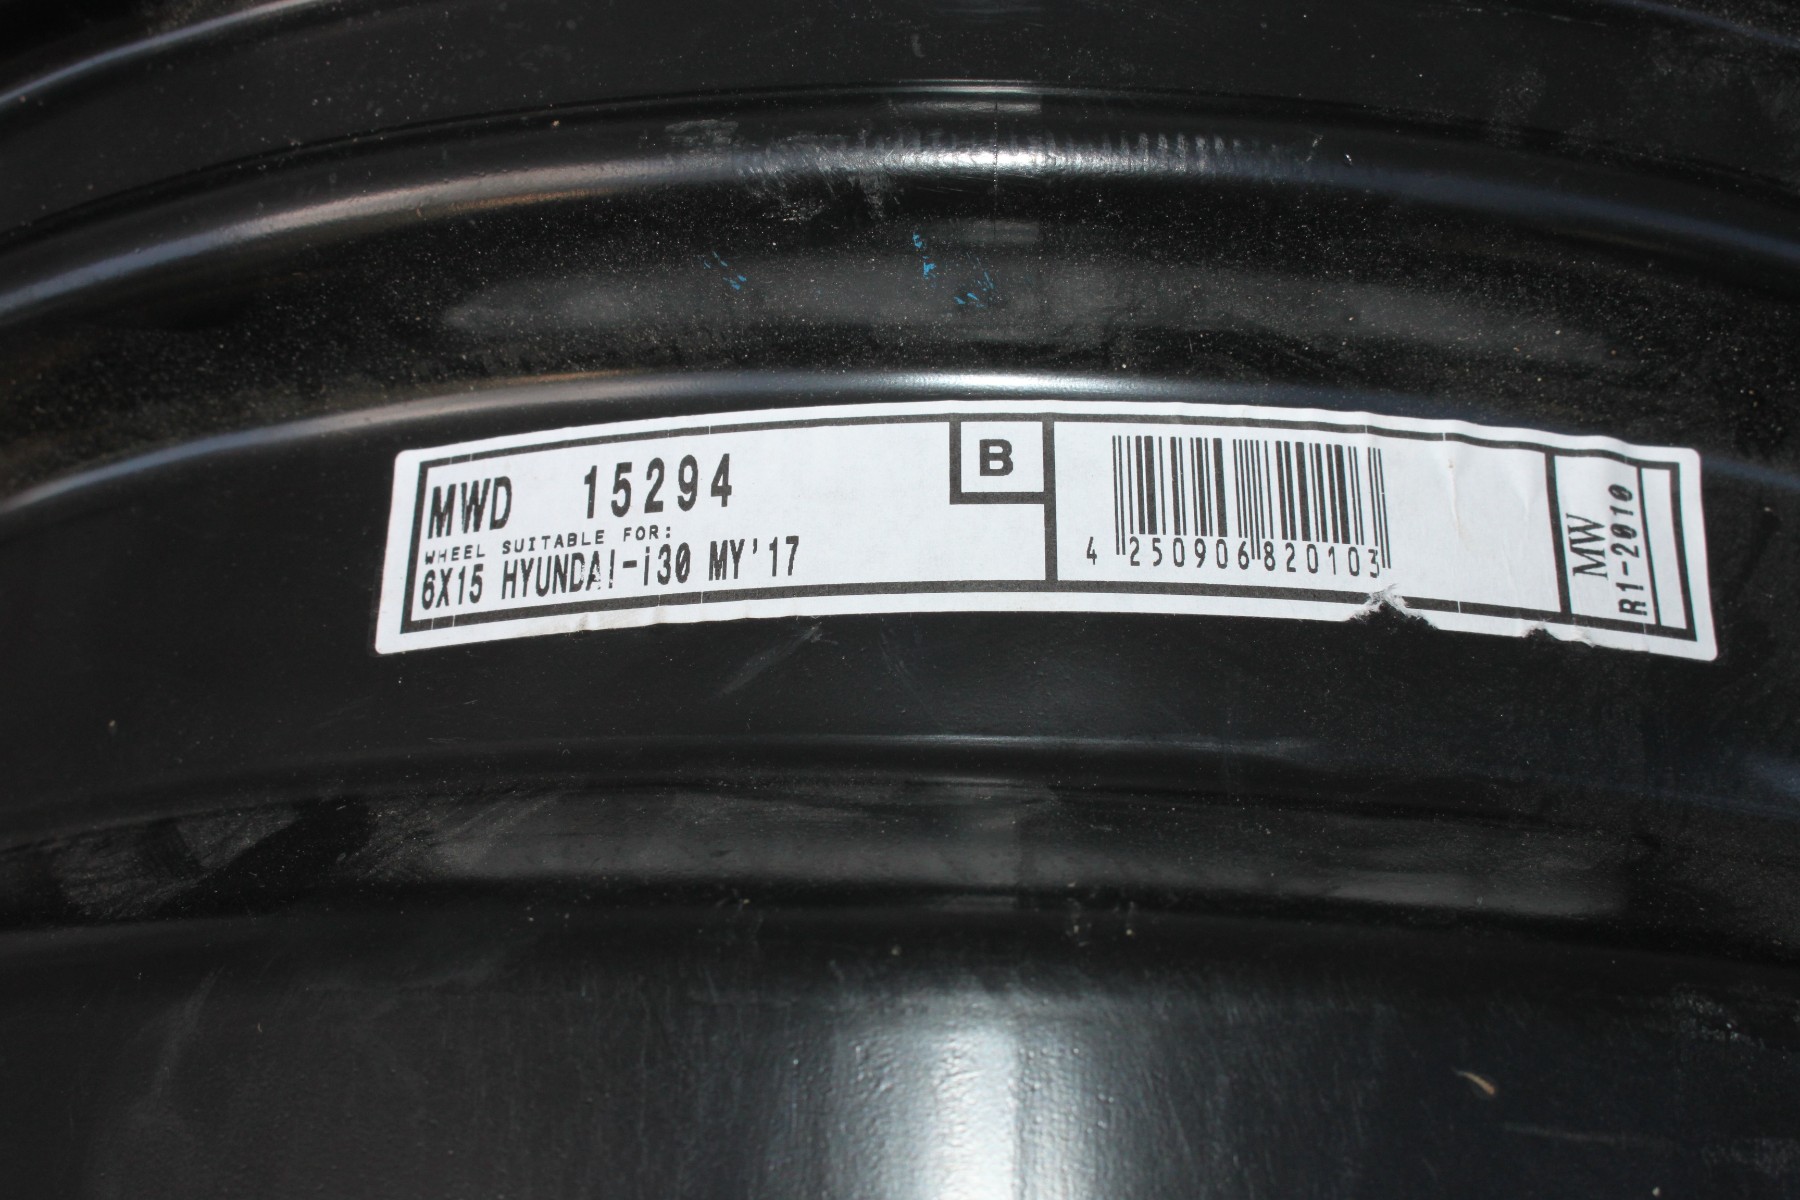 MWD 15294
WHEEL SUITABLE FOR:
6X15 HYUNDAI-i30 MY'17
B
4 250906 820103
MW
R1-2010